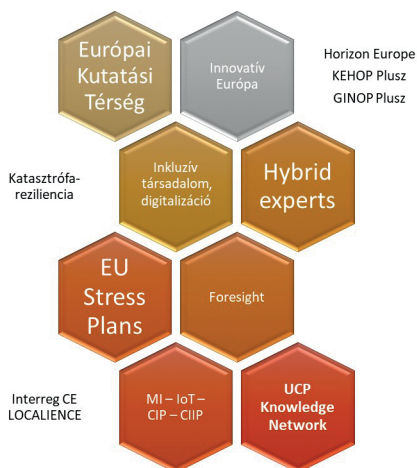 Európai
Kutatási
Térség
Innovatív
Európa
Horizon Europe
KEHOP Plusz
GINOP Plusz
Katasztrófa-
reziliencia
Inkluzív
társadalom,
digitalizáció
Hybrid
experts
EU
Stress
Plans
Foresight
Interreg CE
LOCALIENCE
MI – IoT –
CIP – CIIP
UCP
Knowledge
Network